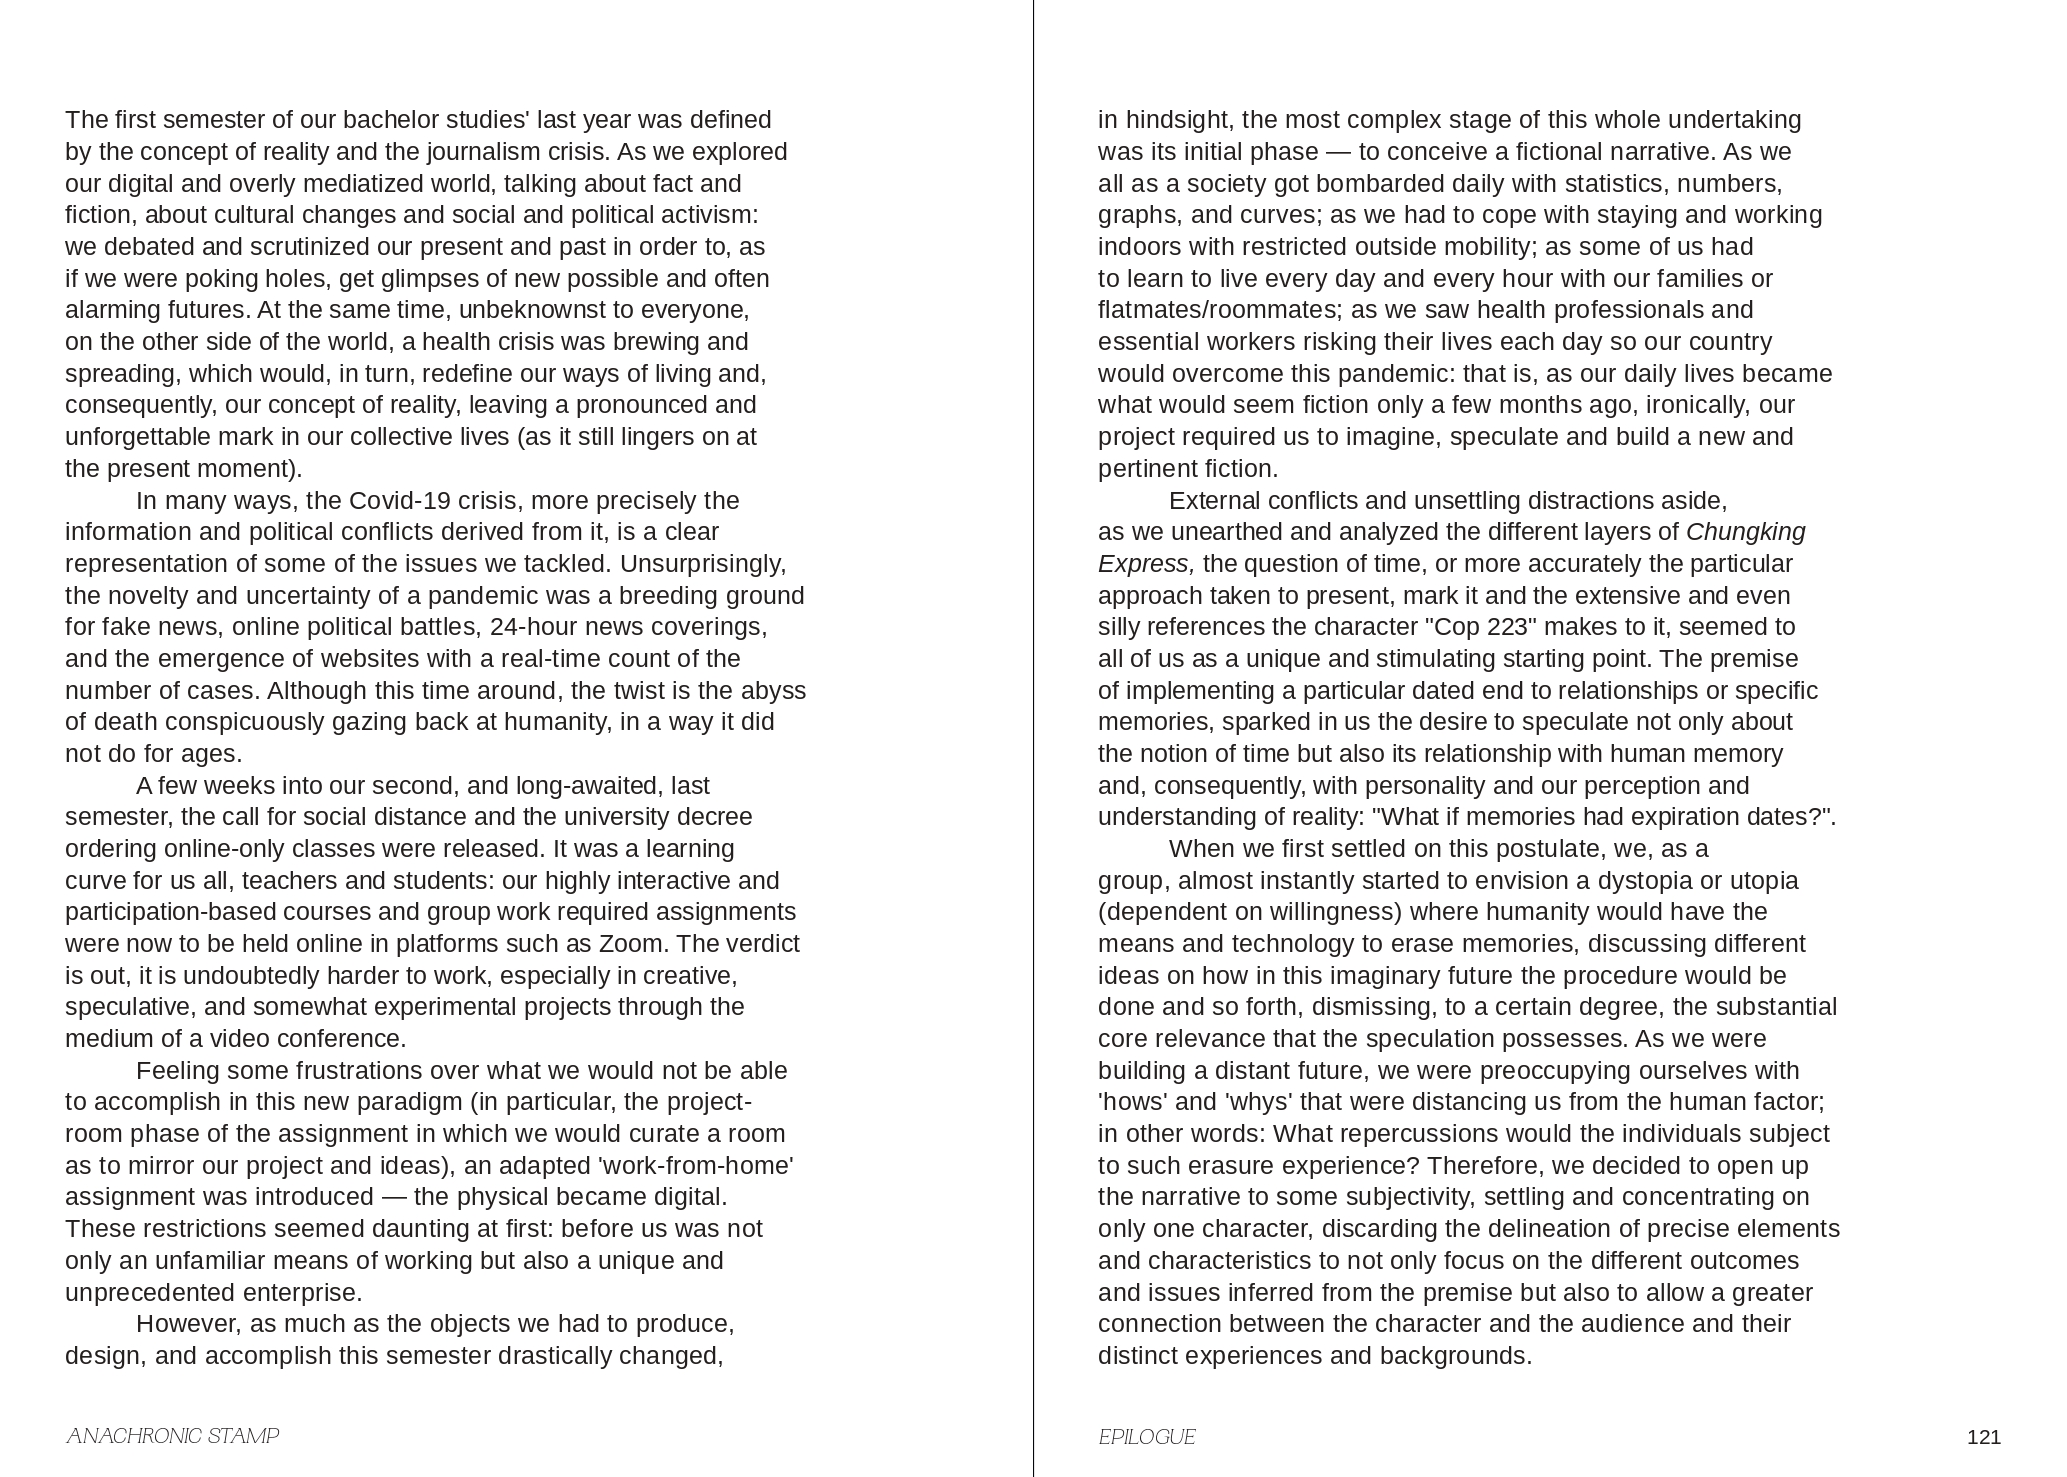 The first semester of our bachelor studies' last year was defined
by the concept of reality and the journalism crisis. As we explored
our digital and overly mediatized world, talking about fact and
fiction, about cultural changes and social and political activism:
we debated and scrutinized our present and past in order to, as
if we were poking holes, get glimpses of new possible and often
alarming futures. At the same time, unbeknownst to everyone,
on the other side of the world, a health crisis was brewing and
spreading, which would, in turn, redefine our ways of living and,
consequently, our concept of reality, leaving a pronounced and
unforgettable mark in our collective lives (as it still lingers on at
the present moment).
In many ways, the Covid-19 crisis, more precisely the
information and political conflicts derived from it, is a clear
representation of some of the issues we tackled. Unsurprisingly,
the novelty and uncertainty of a pandemic was a breeding ground
for fake news, online political battles, 24-hour news coverings,
and the emergence of websites with a real-time count of the
number of cases. Although this time around, the twist is the abyss
of death conspicuously gazing back at humanity, in a way it did
not do for ages.
A few weeks into our second, and long-awaited, last
semester, the call for social distance and the university decree
ordering online-only classes were released. It was a learning
curve for us all, teachers and students: our highly interactive and
participation-based courses and group work required assignments
were now to be held online in platforms such as Zoom. The verdict
is out, it is undoubtedly harder to work, especially in creative,
speculative, and somewhat experimental projects through the
medium of a video conference.
Feeling some frustrations over what we would not be able
to accomplish in this new paradigm (in particular, the project-
room phase of the assignment in which we would curate a room
as to mirror our project and ideas), an adapted 'work-from-home'
assignment was introduced — the physical became digital.
These restrictions seemed daunting at first: before us was not
only an unfamiliar means of working but also a unique and
unprecedented enterprise.
However, as much as the objects we had to produce,
design, and accomplish this semester drastically changed,
ANACHRONIC STAMP
in hindsight, the most complex stage of this whole undertaking
was its initial phase — to conceive a fictional narrative. As we
all as a society got bombarded daily with statistics, numbers,
graphs, and curves; as we had to cope with staying and working
indoors with restricted outside mobility; as some of us had
to learn to live every day and every hour with our families or
flatmates/roommates; as we saw health professionals and
essential workers risking their lives each day so our country
would overcome this pandemic: that is, as our daily lives became
what would seem fiction only a few months ago, ironically, our
project required us to imagine, speculate and build a new and
pertinent fiction.
External conflicts and unsettling distractions aside,
as we unearthed and analyzed the different layers of Chungking
Express, the question of time, or more accurately the particular
approach taken to present, mark it and the extensive and even
silly references the character "Cop 223" makes to it, seemed to
all of us as a unique and stimulating starting point. The premise
of implementing a particular dated end to relationships or specific
memories, sparked in us the desire to speculate not only about
the notion of time but also its relationship with human memory
and, consequently, with personality and our perception and
understanding of reality: "What if memories had expiration dates?".
When we first settled on this postulate, we, as a
group, almost instantly started to envision a dystopia or utopia
(dependent on willingness) where humanity would have the
means and technology to erase memories, discussing different
ideas on how in this imaginary future the procedure would be
done and so forth, dismissing, to a certain degree, the substantial
core relevance that the speculation possesses. As we were
building a distant future, we were preoccupying ourselves with
'hows' and 'whys' that were distancing us from the human factor;
in other words: What repercussions would the individuals subject
to such erasure experience? Therefore, we decided to open up
the narrative to some subjectivity, settling and concentrating on
only one character, discarding the delineation of precise elements
and characteristics to not only focus on the different outcomes
and issues inferred from the premise but also to allow a greater
connection between the character and the audience and their
distinct experiences and backgrounds.
EPILOGUE
121